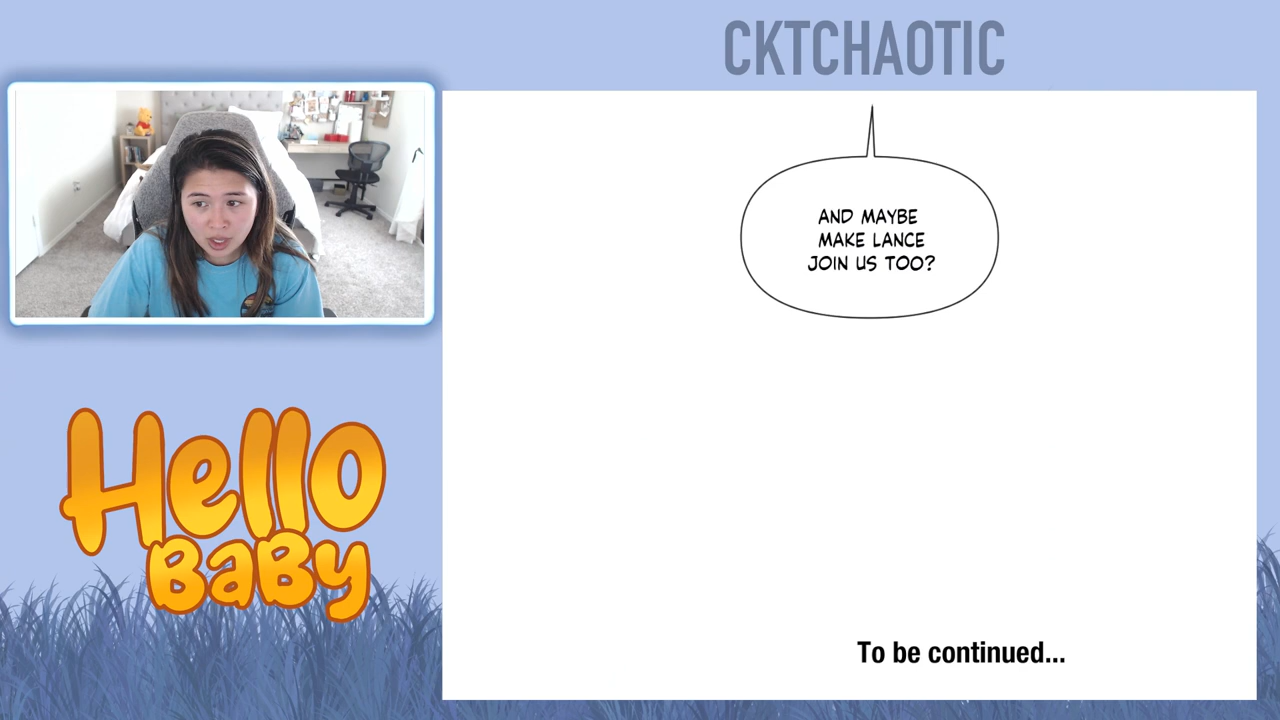 CKTCHAOTIC
AND MAYBE
MAKE LANCE
JOIN US TOO?
Hello
BaBy
To be continued...